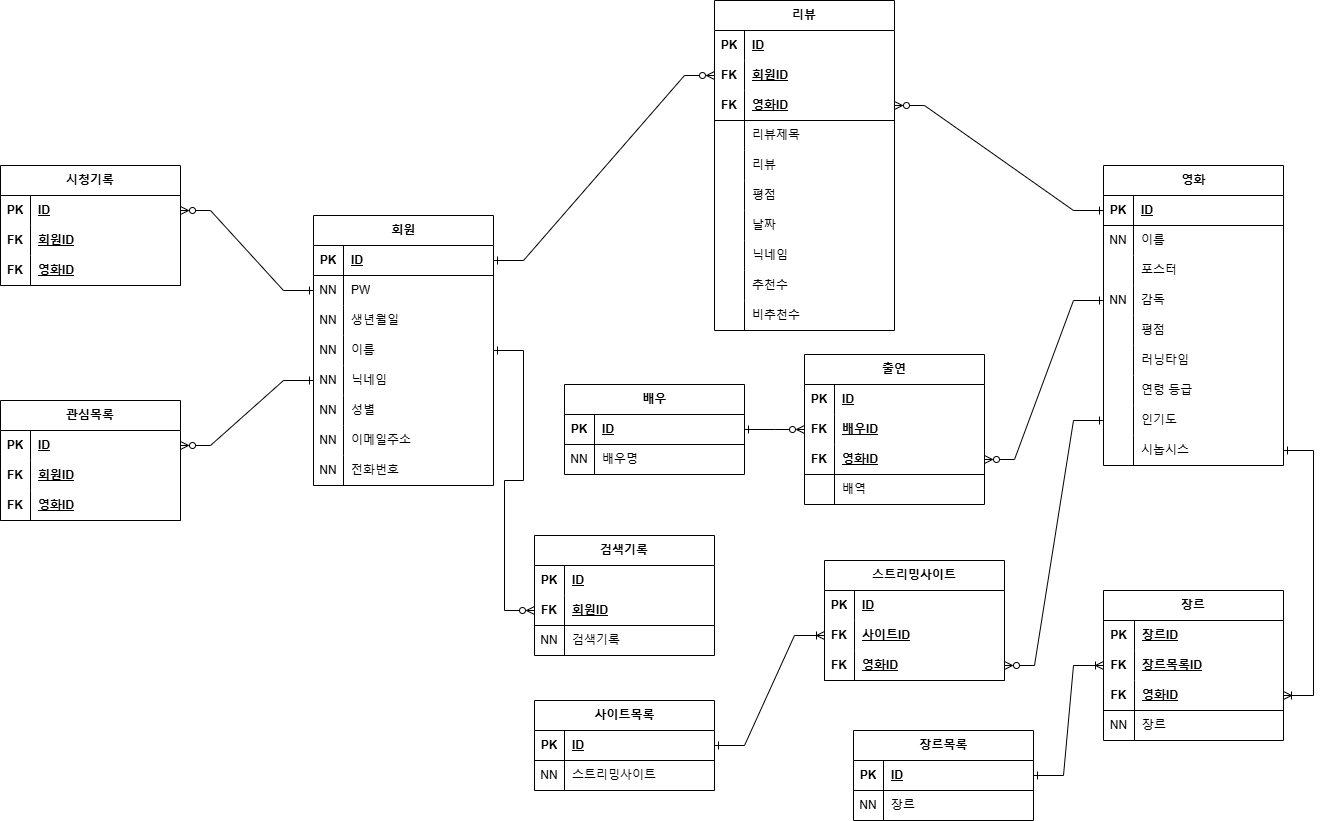 리뷰
PK ID
FK 회원ID
FK 영화ID
리뷰제목
리뷰
평점
날짜
닉네임
추천수
비추천수
시청기록
PK ID
FK 회원ID
FK 영화ID
회원
PK ID
NN PW
NN 생년월일
NN 이름
NN 닉네임
NN 성별
NN 이메일주소
NN 전화번호
영화
PK ID
NN 이름
포스터
NN 감독
평점
러닝타임
연령 등급
인기도
시놉시스
관심목록
PK ID
FK 회원ID
FK 영화ID
배우
PK ID
NN 배우명
출연
PK ID
FK 배우ID
FK 영화ID
배역
검색기록
PK ID
FK 회원ID
NN 검색기록
스트리밍사이트
PK ID
FK 사이트ID
FK 영화ID
장르
PK 장르ID
FK 장르목록ID
FK 영화ID
NN 장르
사이트목록
PK ID
NN 스트리밍사이트
장르목록
PK ID
NN 장르